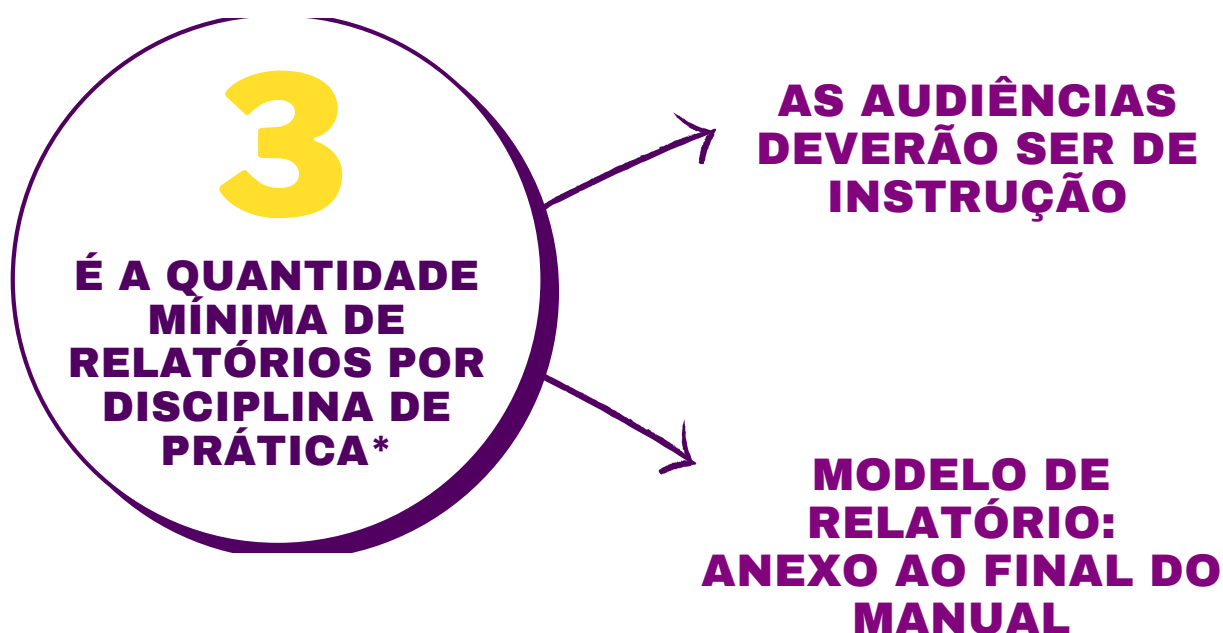 3
É A QUANTIDADE
MÍNIMA DE
RELATÓRIOS POR
DISCIPLINA DE
PRÁTICA*
AS AUDIÊNCIAS
DEVERÃO SER DE
INSTRUÇÃO
MODELO DE
RELATÓRIO:
ANEXO AO FINAL DO
MANUAL